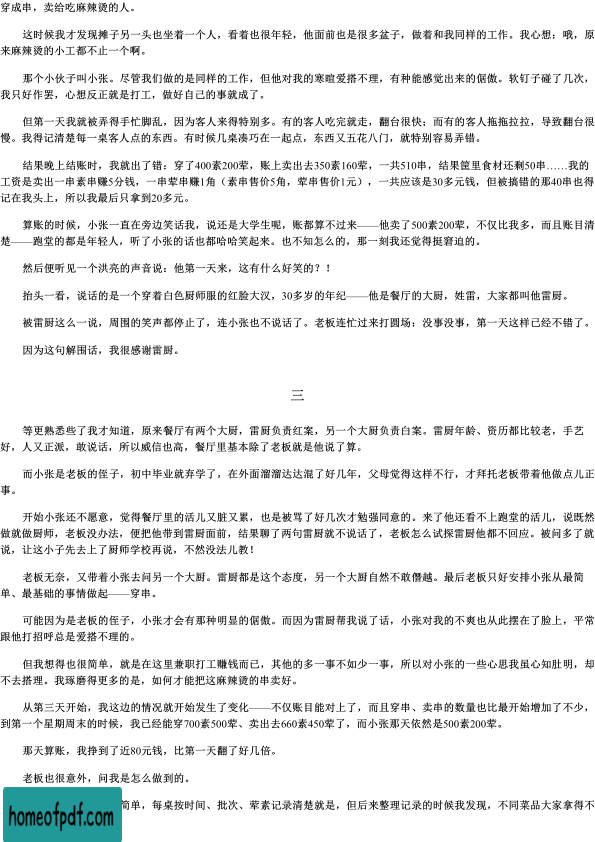 穿成串，卖给吃麻辣烫的人。
这时候我才发现摊子另一头也坐着一个人，看着也很年轻，他面前也是很多盆子，做着和我同样的工作。我心想：哦，原
来麻辣烫的小工都不止一个啊。
那个小伙子叫小张。尽管我们做的是同样的工作，但他对我的寒暄爱搭不理，有种能感觉出来的倨傲。软钉子碰了几次，
我只好作罢，心想反正就是打工，做好自己的事就成了。
但第一天我就被弄得手忙脚乱，因为客人来得特别多。有的客人吃完就走，翻台很快；而有的客人拖拖拉拉，导致翻台很
慢。我得记清楚每一桌客人点的东西。有时候几桌凑巧在一起点，东西又五花八门，就特别容易弄错。
结果晚上结账时，我就出了错：穿了400素200荤，账上卖出去350素160荤，一共510串，结果筐里食材还剩50串……我的
工资是卖出一串素串赚5分钱，一串荤串赚1角（素串售价5角，荤串售价1元），一共应该是30多元钱，但被搞错的那40串也得
记在我头上，所以我最后只拿到20多元。
算账的时候，小张一直在旁边笑话我，说还是大学生呢，账都算不过来——他卖了500素200荤，不仅比我多，而且账目清
楚——跑堂的都是年轻人，听了小张的话也都哈哈笑起来。也不知怎么的，那一刻我还觉得挺窘迫的。
然后便听见一个洪亮的声音说：他第一天来，这有什么好笑的？！
抬头一看，说话的是一个穿着白色厨师服的红脸大汉，30多岁的年纪——他是餐厅的大厨，姓雷，大家都叫他雷厨。
被雷厨这么一说，周围的笑声都停止了，连小张也不说话了。老板连忙过来打圆场：没事没事，第一天这样已经不错了。
因为这句解围话，我很感谢雷厨。
三
等更熟悉些了我才知道，原来餐厅有两个大厨，雷厨负责红案，另一个大厨负责白案。雷厨年龄、资历都比较老，手艺
好，人又正派，敢说话，所以威信也高，餐厅里基本除了老板就是他说了算。
而小张是老板的侄子，初中毕业就弃学了，在外面溜溜达达混了好几年，父母觉得这样不行，才拜托老板带着他做点儿正
事。
开始小张还不愿意，觉得餐厅里的活儿又脏又累，也是被骂了好几次才勉强同意的。来了他还看不上跑堂的活儿，说既然
做就做厨师，老板没办法，便把他带到雷厨面前，结果聊了两句雷厨就不说话了，老板怎么试探雷厨他都不回应。被问多了就
说，让这小子先去上了厨师学校再说，不然没法儿教！
老板无奈，又带着小张去问另一个大厨。雷厨都是这个态度，另一个大厨自然不敢僭越。最后老板只好安排小张从最简
单、最基础的事情做起——穿串。
可能因为是老板的侄子，小张才会有那种明显的倨傲。而因为雷厨帮我说了话，小张对我的不爽也从此摆在了脸上，平常
跟他打招呼总是爱搭不理的。
但我想得也很简单，就是在这里兼职打工赚钱而已，其他的多一事不如少一事，所以对小张的一些心思我虽心知肚明，却
不去搭理。我琢磨得更多的是，如何才能把这麻辣烫的串卖好。
从第三天开始，我这边的情况就开始发生了变化——不仅账目能对上了，而且穿串、卖串的数量也比最开始增加了不少，
到第一个星期周末的时候，我已经能穿700素500荤、卖出去660素450荤了，而小张那天依然是500素200荤。
那天算账，我挣到了近80元钱，比第一天翻了好几倍。
老板也很意外，问我是怎么做到的。
简单，每桌按时间、批次、荤素记录清楚就是，但后来整理记录的时候我发现，不同菜品大家拿得不
homeofpdf.com